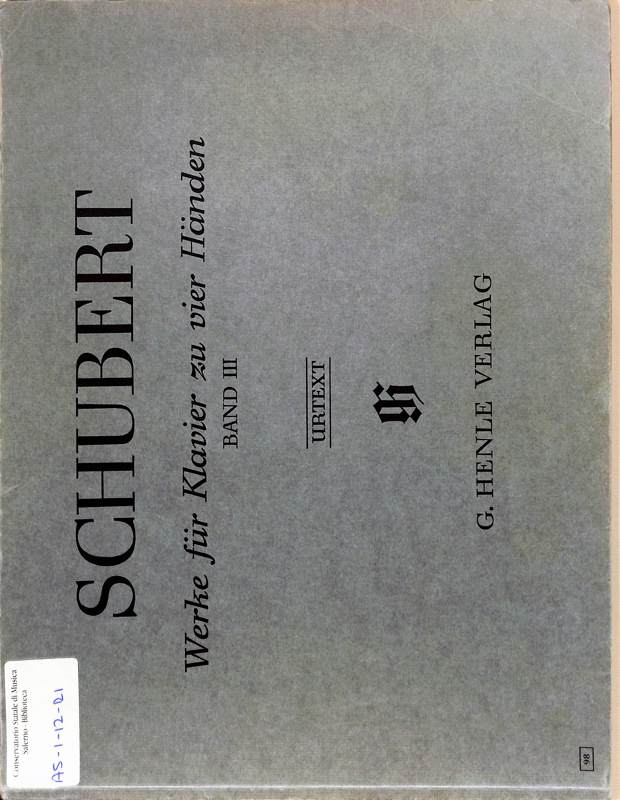 Conservatorio Statale di Musica
Salerno - Biblioteca
AS-1-12-21
SCHUBERT
Werke für Klavier zu vier Händen
BAND III
URTEXT
G. HENLE VERLAG
98